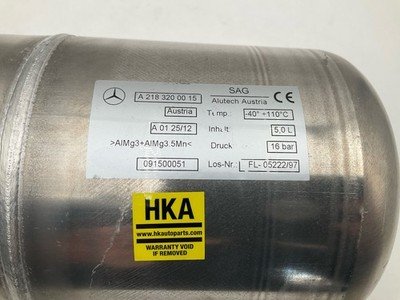 A 218 320 00 15
SAG
Alutech Austria
CE
Austria
Temp.
-40° +110°C
A 01 25/12
Inhalt
5,0 L
>AlMg3+AlMg3.5Mn<
Druck
16 bar
091500051
Los-Nr.:
FL- 05222/97
HKA
www.hkautoparts.com
WARRANTY VOID
IF REMOVED